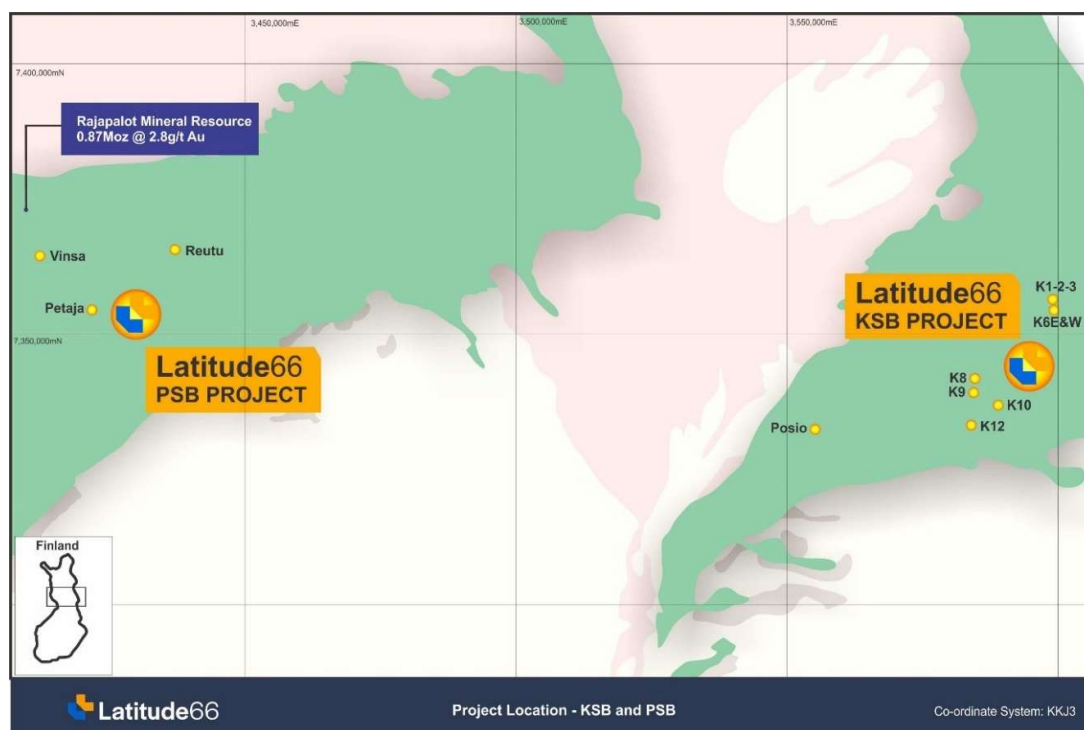 3,450,000mE
3,500,000mE
3,550,000mE
7,400,000mN
Rajapalot Mineral Resource
0.87Moz @ 2.8g/t Au
Vinsa
Reutu
Petaja
7,350,000mN
Latitude66
PSB PROJECT
Latitude66
KSB PROJECT
K1-2-3
K6E&W
K8
K9
K10
Posio
K12
Finland
Latitude66
Project Location - KSB and PSB
Co-ordinate System: KKJ3